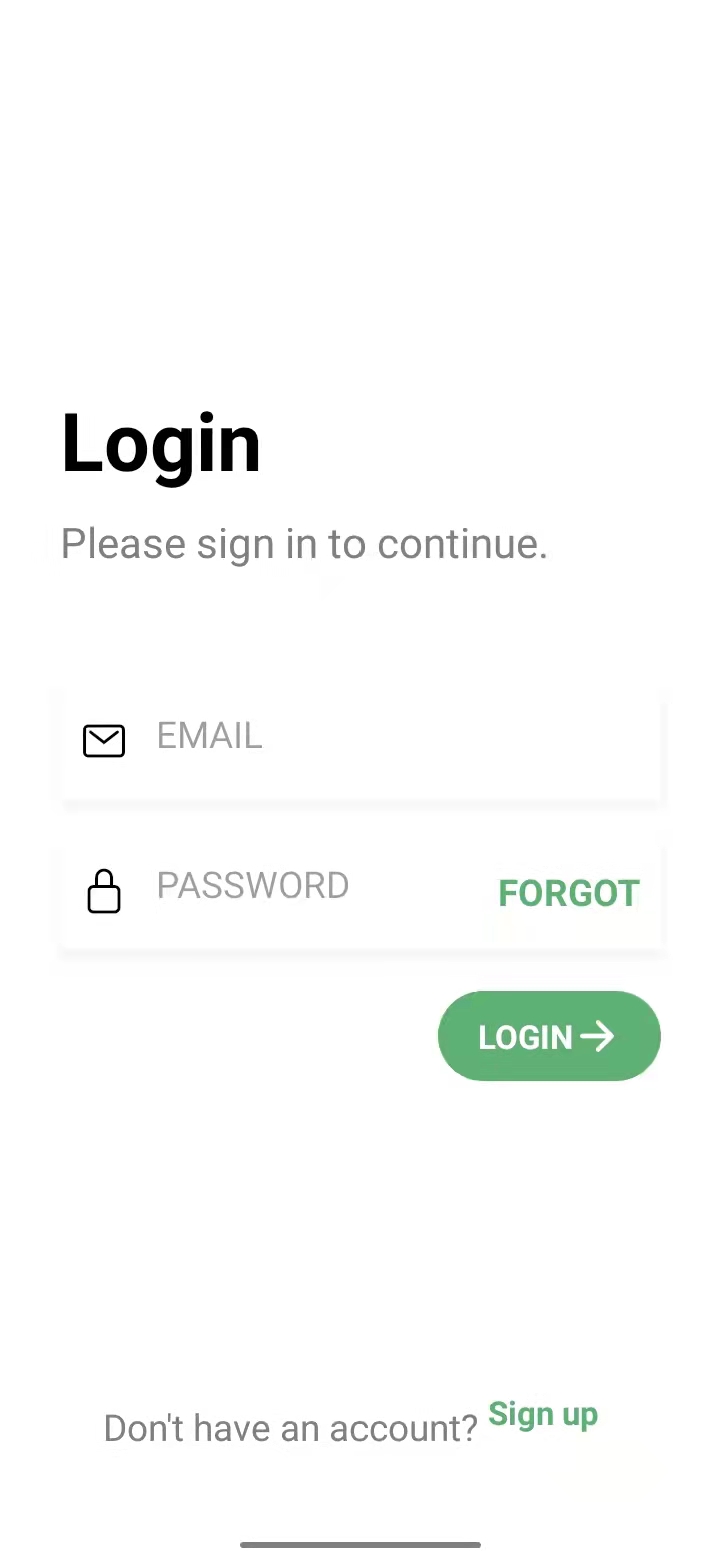 Login
Please sign in to continue.
EMAIL
PASSWORD
FORGOT
LOGIN
Don't have an account? Sign up